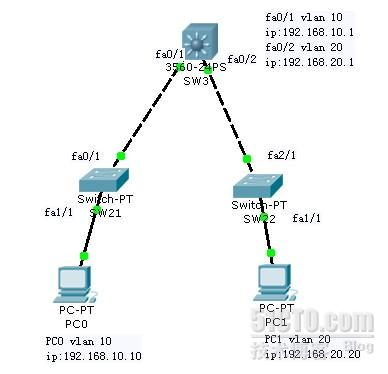 fa0/1 vlan 10
ip:192.168.10.1
fa0/2 vlan 20
ip:192.168.20.1
fa0/1
fa0/2
3560-24PS
SW3
fa0/1
fa2/1
Switch-PT
SW21
Switch-PT
SW22
fa1/1
fa1/1
PC-PT
PC0
PC-PT
PC1
PC0 vlan 10
ip:192.168.10.10
PC1 vlan 20
ip:192.168.20.20
51CTO.com
Blog